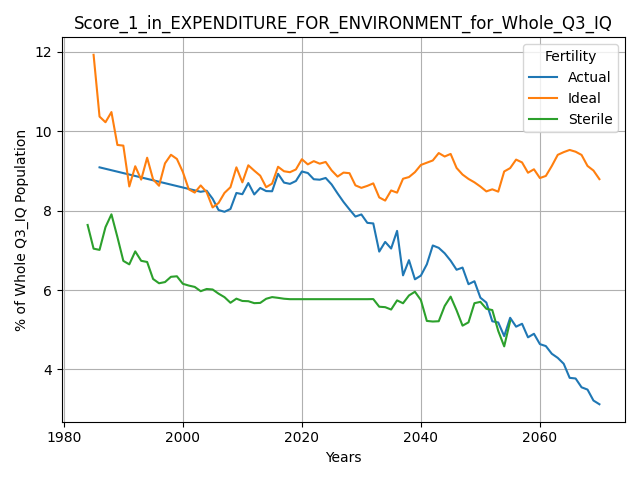 Score_1_in_EXPENDITURE_FOR_ENVIRONMENT_for_Whole_Q3_IQ
Fertility
Actual
Ideal
Sterile
% of Whole Q3_IQ Population
12
10
8
6
4
1980 2000 2020 2040 2060
Years